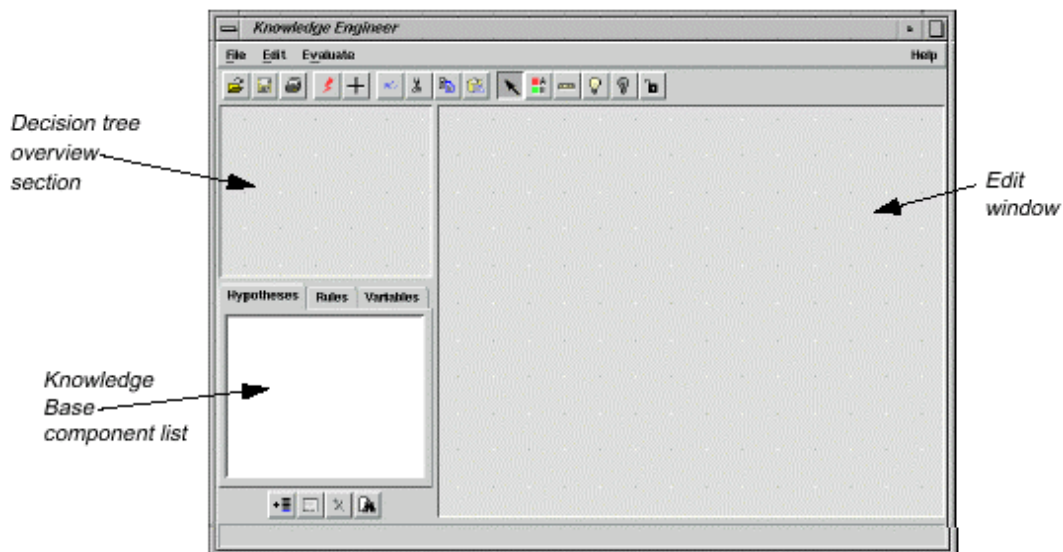 Knowledge Engineer
File Edit Evaluate Help
Decision tree
overview
section
Edit
window
Hypotheses Rules Variables
Knowledge
Base
component list